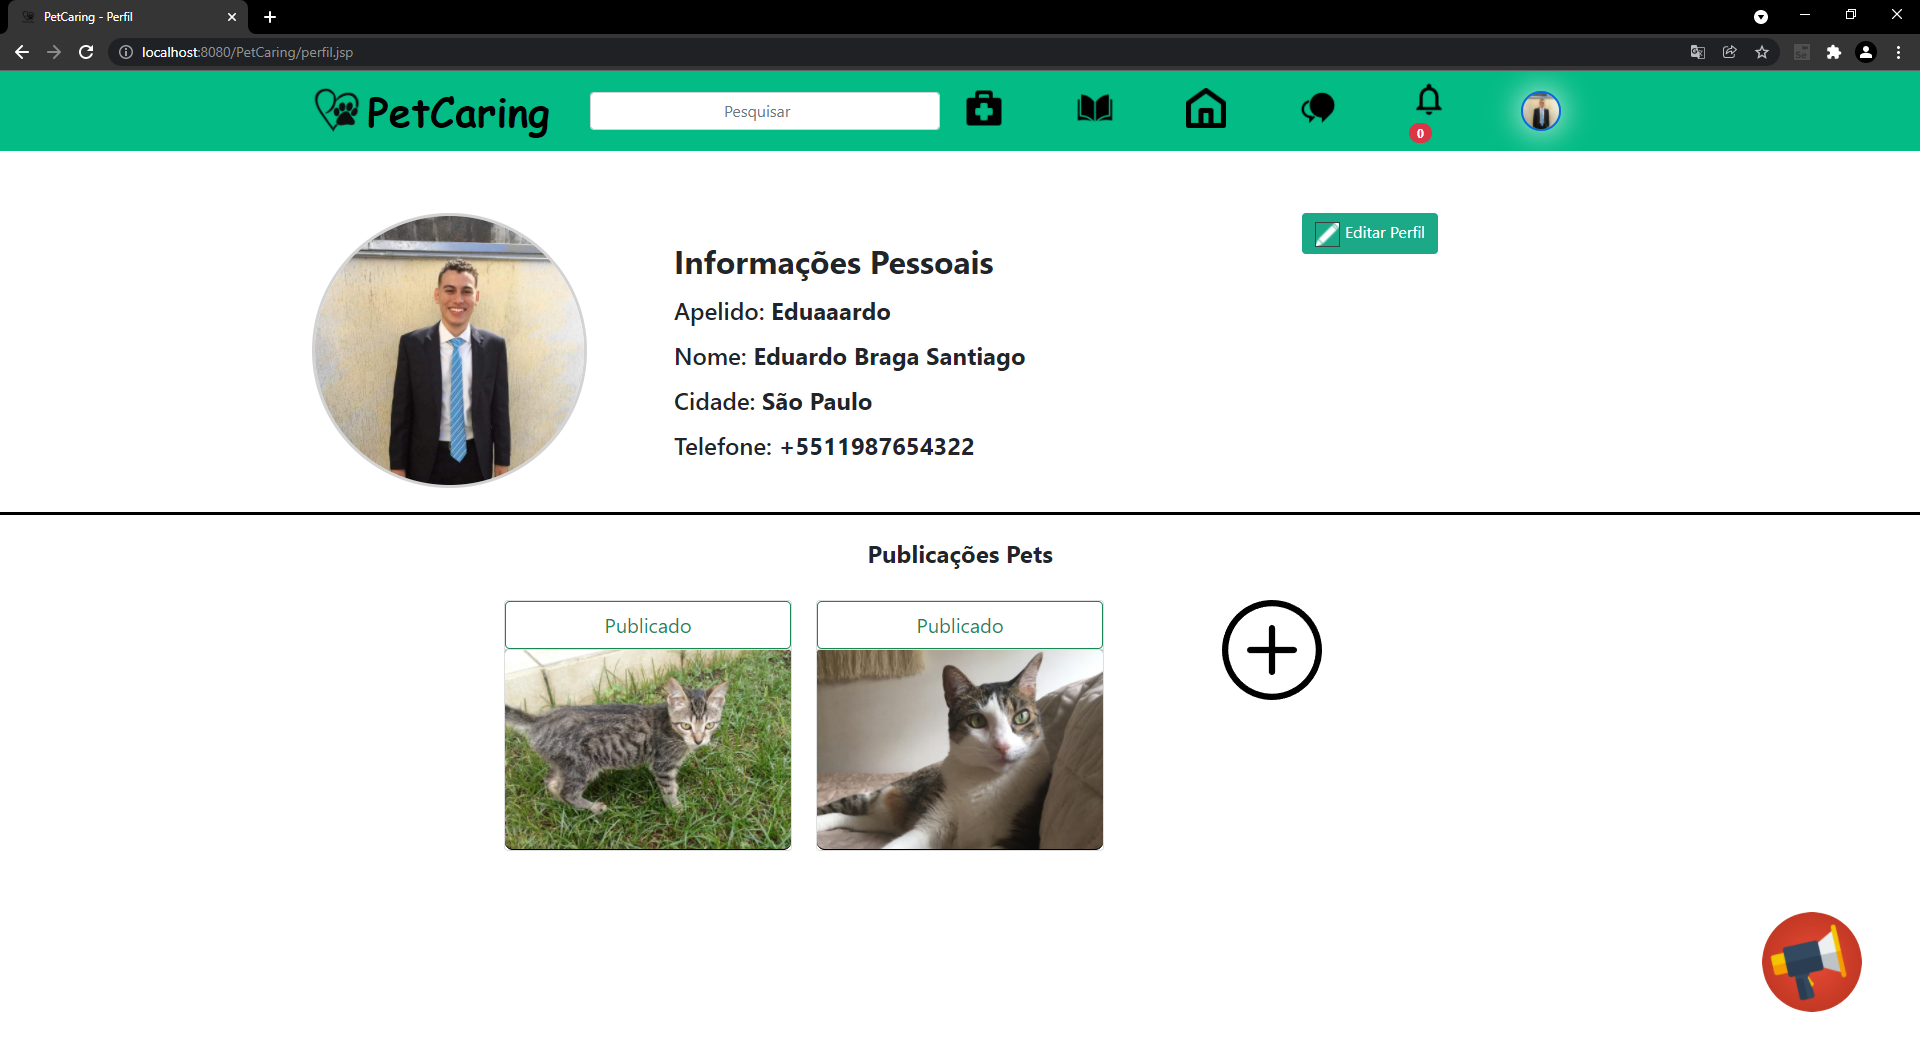 PetCaring - Perfil
localhost:8080/PetCaring/perfil.jsp
PetCaring
Pesquisar
0
Editar Perfil
Informações Pessoais
Apelido: Eduaaardo
Nome: Eduardo Braga Santiago
Cidade: São Paulo
Telefone: +5511987654322
Publicações Pets
Publicado
Publicado